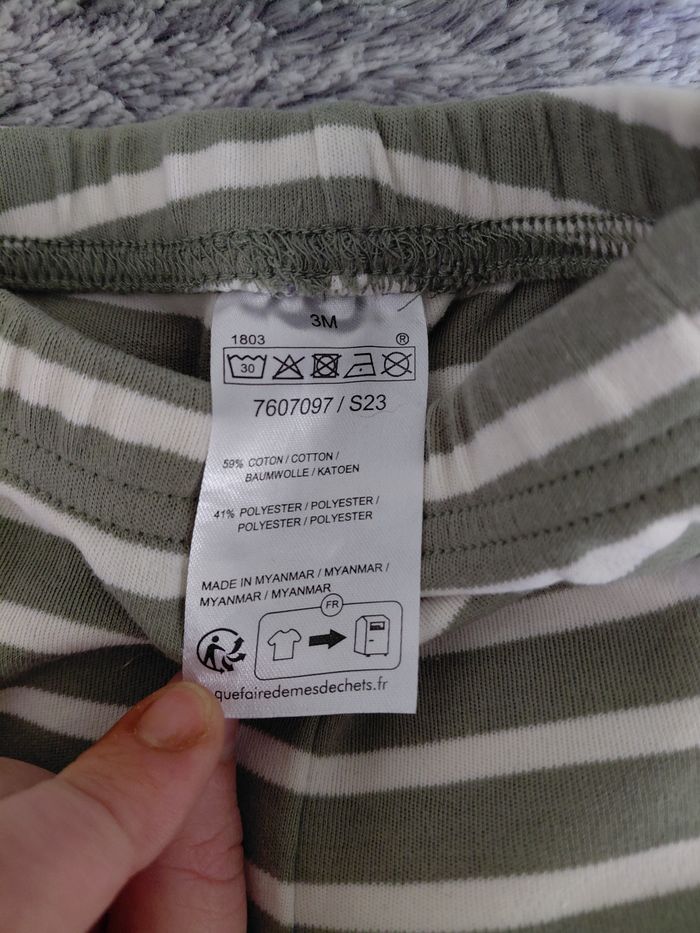 3M
1803 ®
30
7607097 / S23
59% COTON / COTTON /
BAUMWOLLE / KATOEN
41% POLYESTER / POLYESTER /
POLYESTER / POLYESTER
MADE IN MYANMAR / MYANMAR /
MYANMAR / MYANMAR
FR
quefairedemesdechets.fr